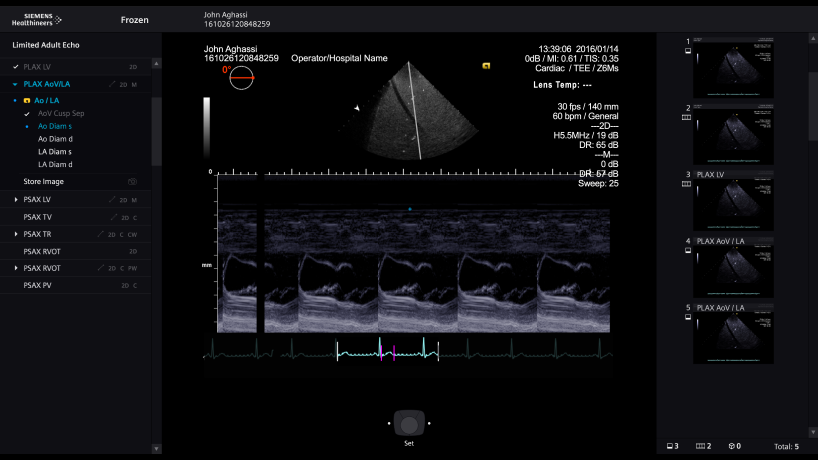 SIEMENS
Healthineers
Frozen
John Aghassi
161026120848259
Limited Adult Echo
PLAX LV 2D
PLAX AoV/LA 2D M
Ao / LA
AoV Cusp Sep
Ao Diam s
Ao Diam d
LA Diam s
LA Diam d
Store Image
PSAX LV 2D M
PSAX TV 2D C
PSAX TR 2D C CW
PSAX RVOT 2D
PSAX RVOT 2D C PW
PSAX PV 2D C
John Aghassi
161026120848259 Operator/Hospital Name
0°
13:39:06 2016/01/14
0dB / MI: 0.61 / TIS: 0.35
Cardiac / TEE / Z6Ms
Lens Temp: ---
30 fps / 140 mm
60 bpm / General
---2D---
H5.5MHz / 19 dB
DR: 65 dB
---M---
0 dB
DR: 57 dB
Sweep: 25
0
mm
Set
1
2
3 PLAX LV
4 PLAX AoV / LA
5 PLAX AoV / LA
3 2 0 Total: 5